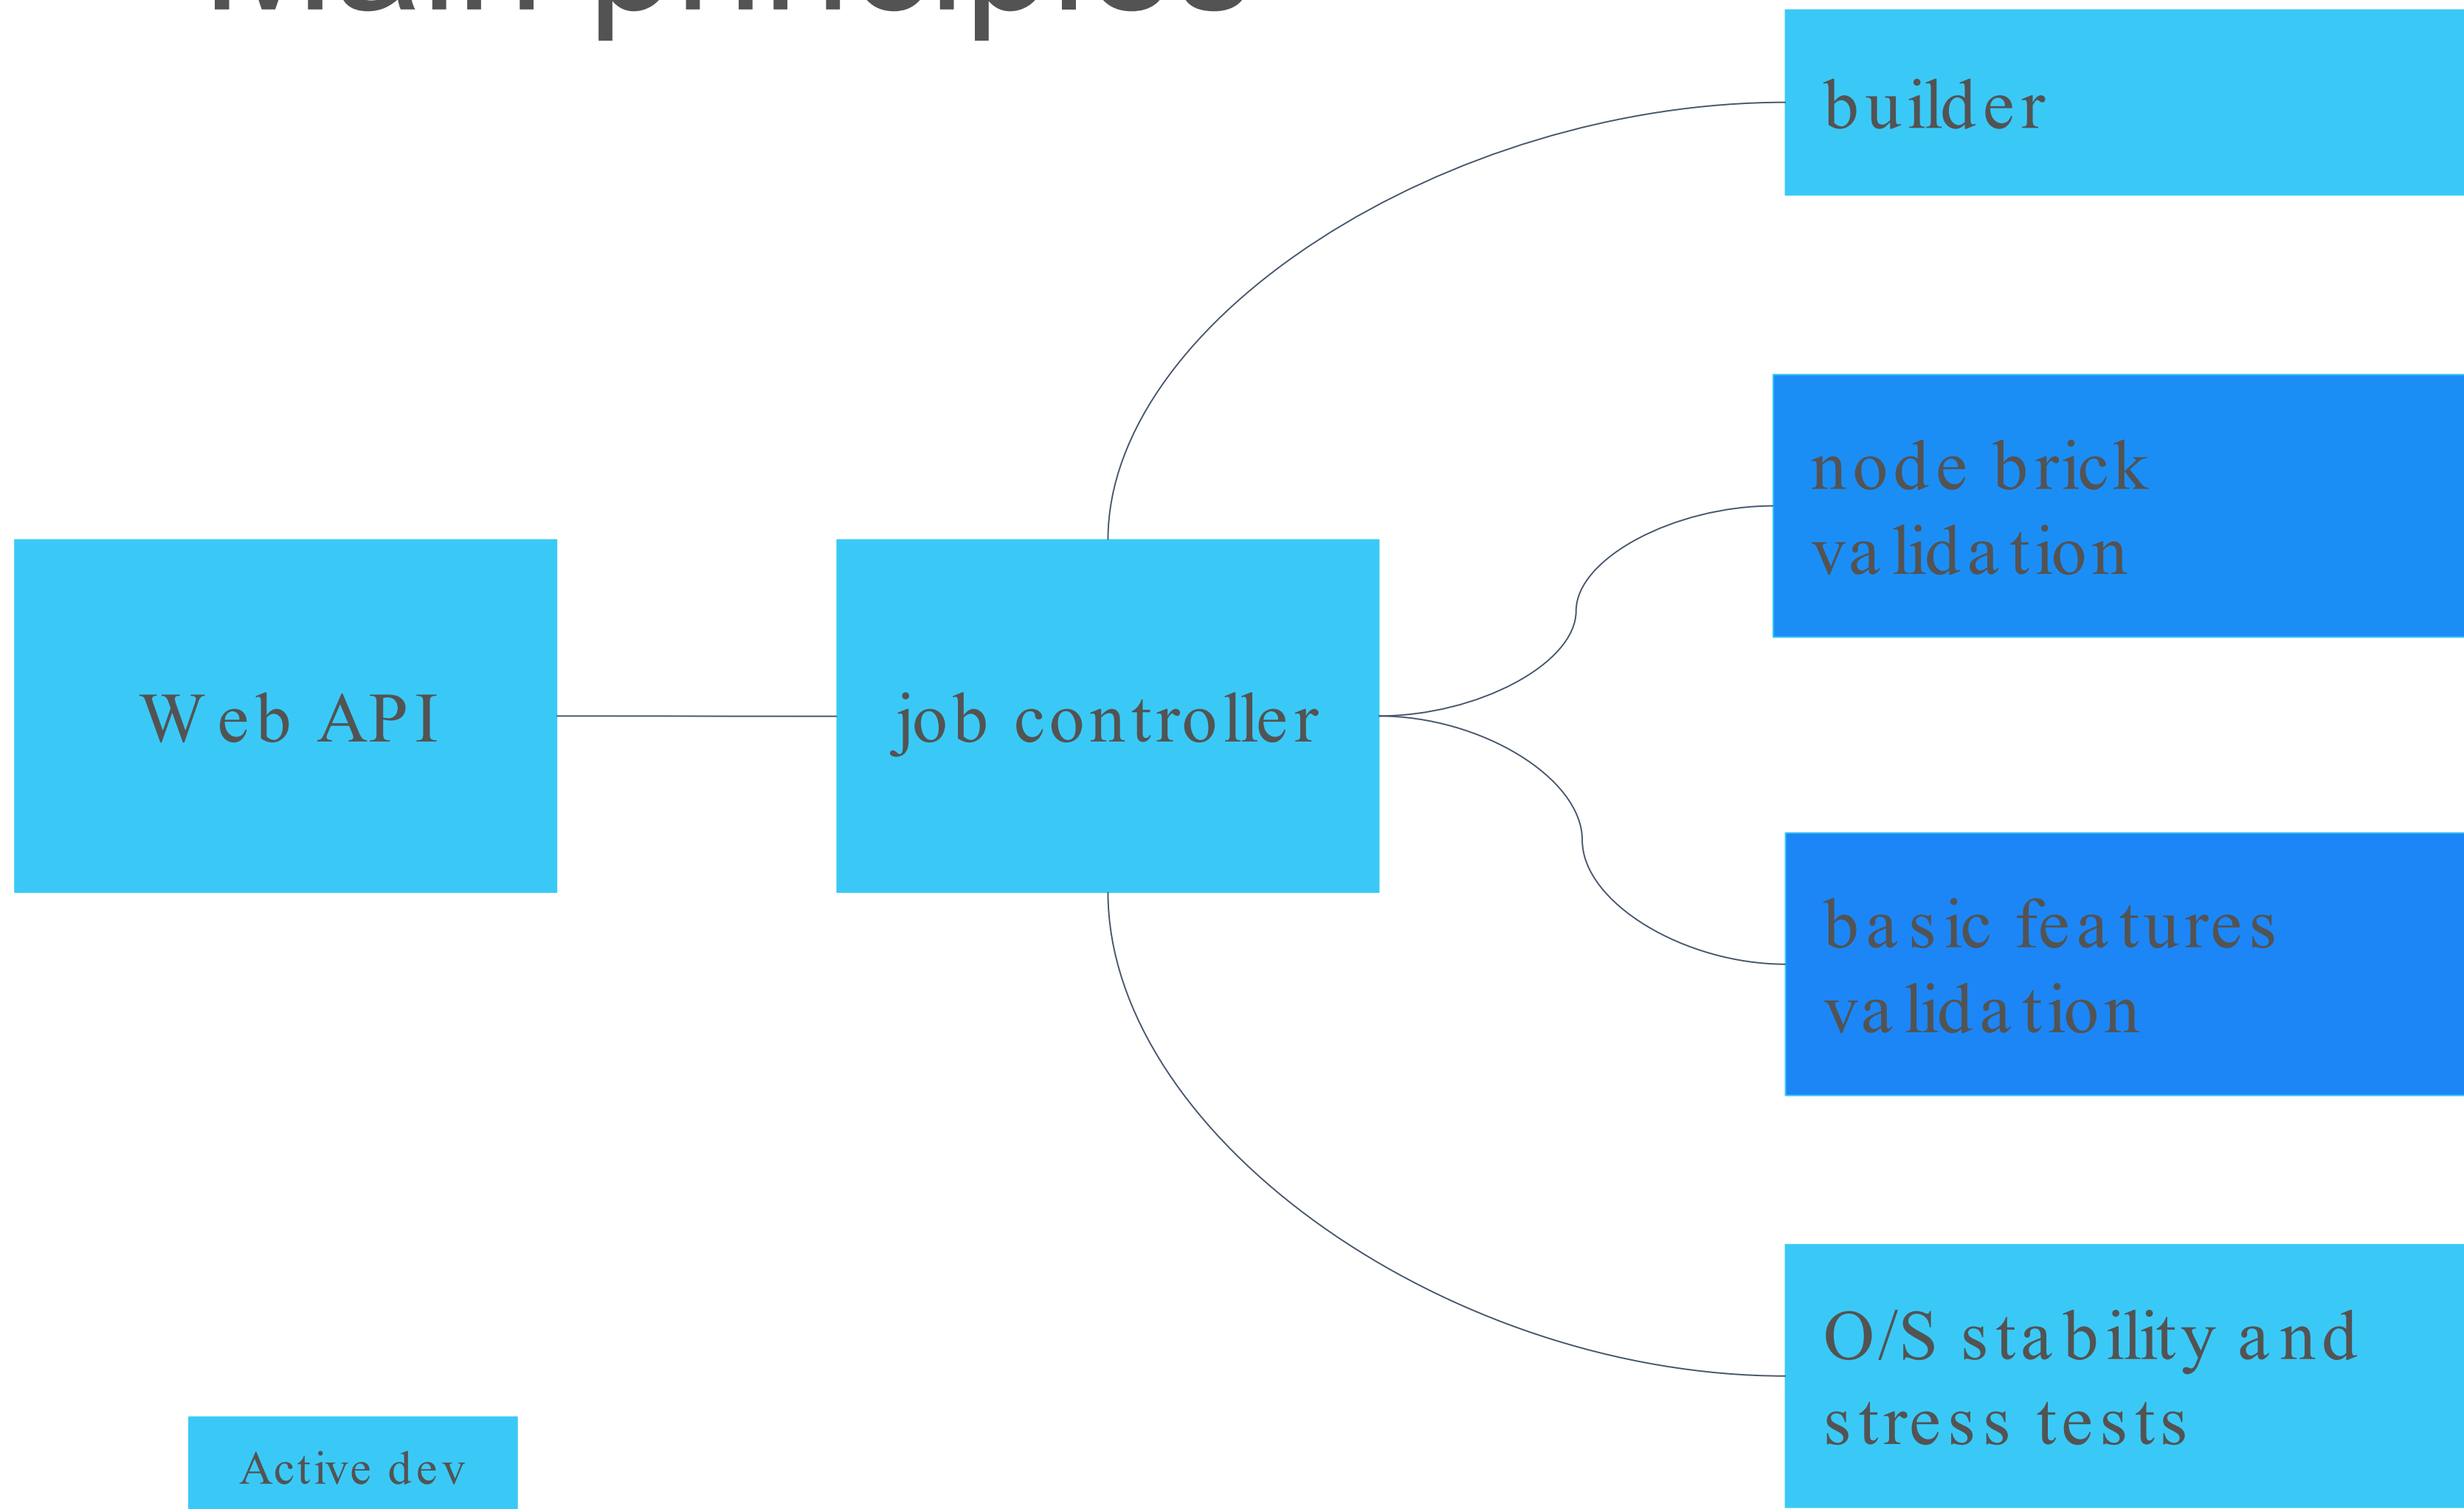 builder
node brick
validation
Web API
job controller
basic features
validation
O/S stability and
stress tests
Active dev